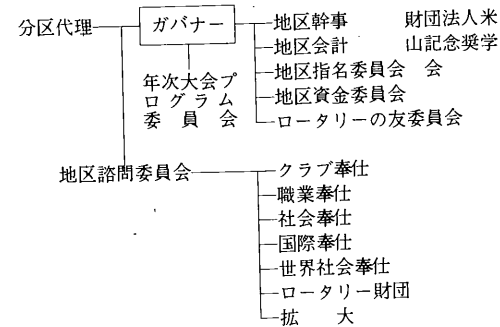 分区代理
ガバナー
地区幹事
財団法人米
地区会計
山記念奨学
地区指名委員会
会
地区資金委員会
ロータリーの友委員会
年次大会プ
ログラム
委員会
地区諮問委員会
クラブ奉仕
職業奉仕
社会奉仕
国際奉仕
世界社会奉仕
ロータリー財団
拡大